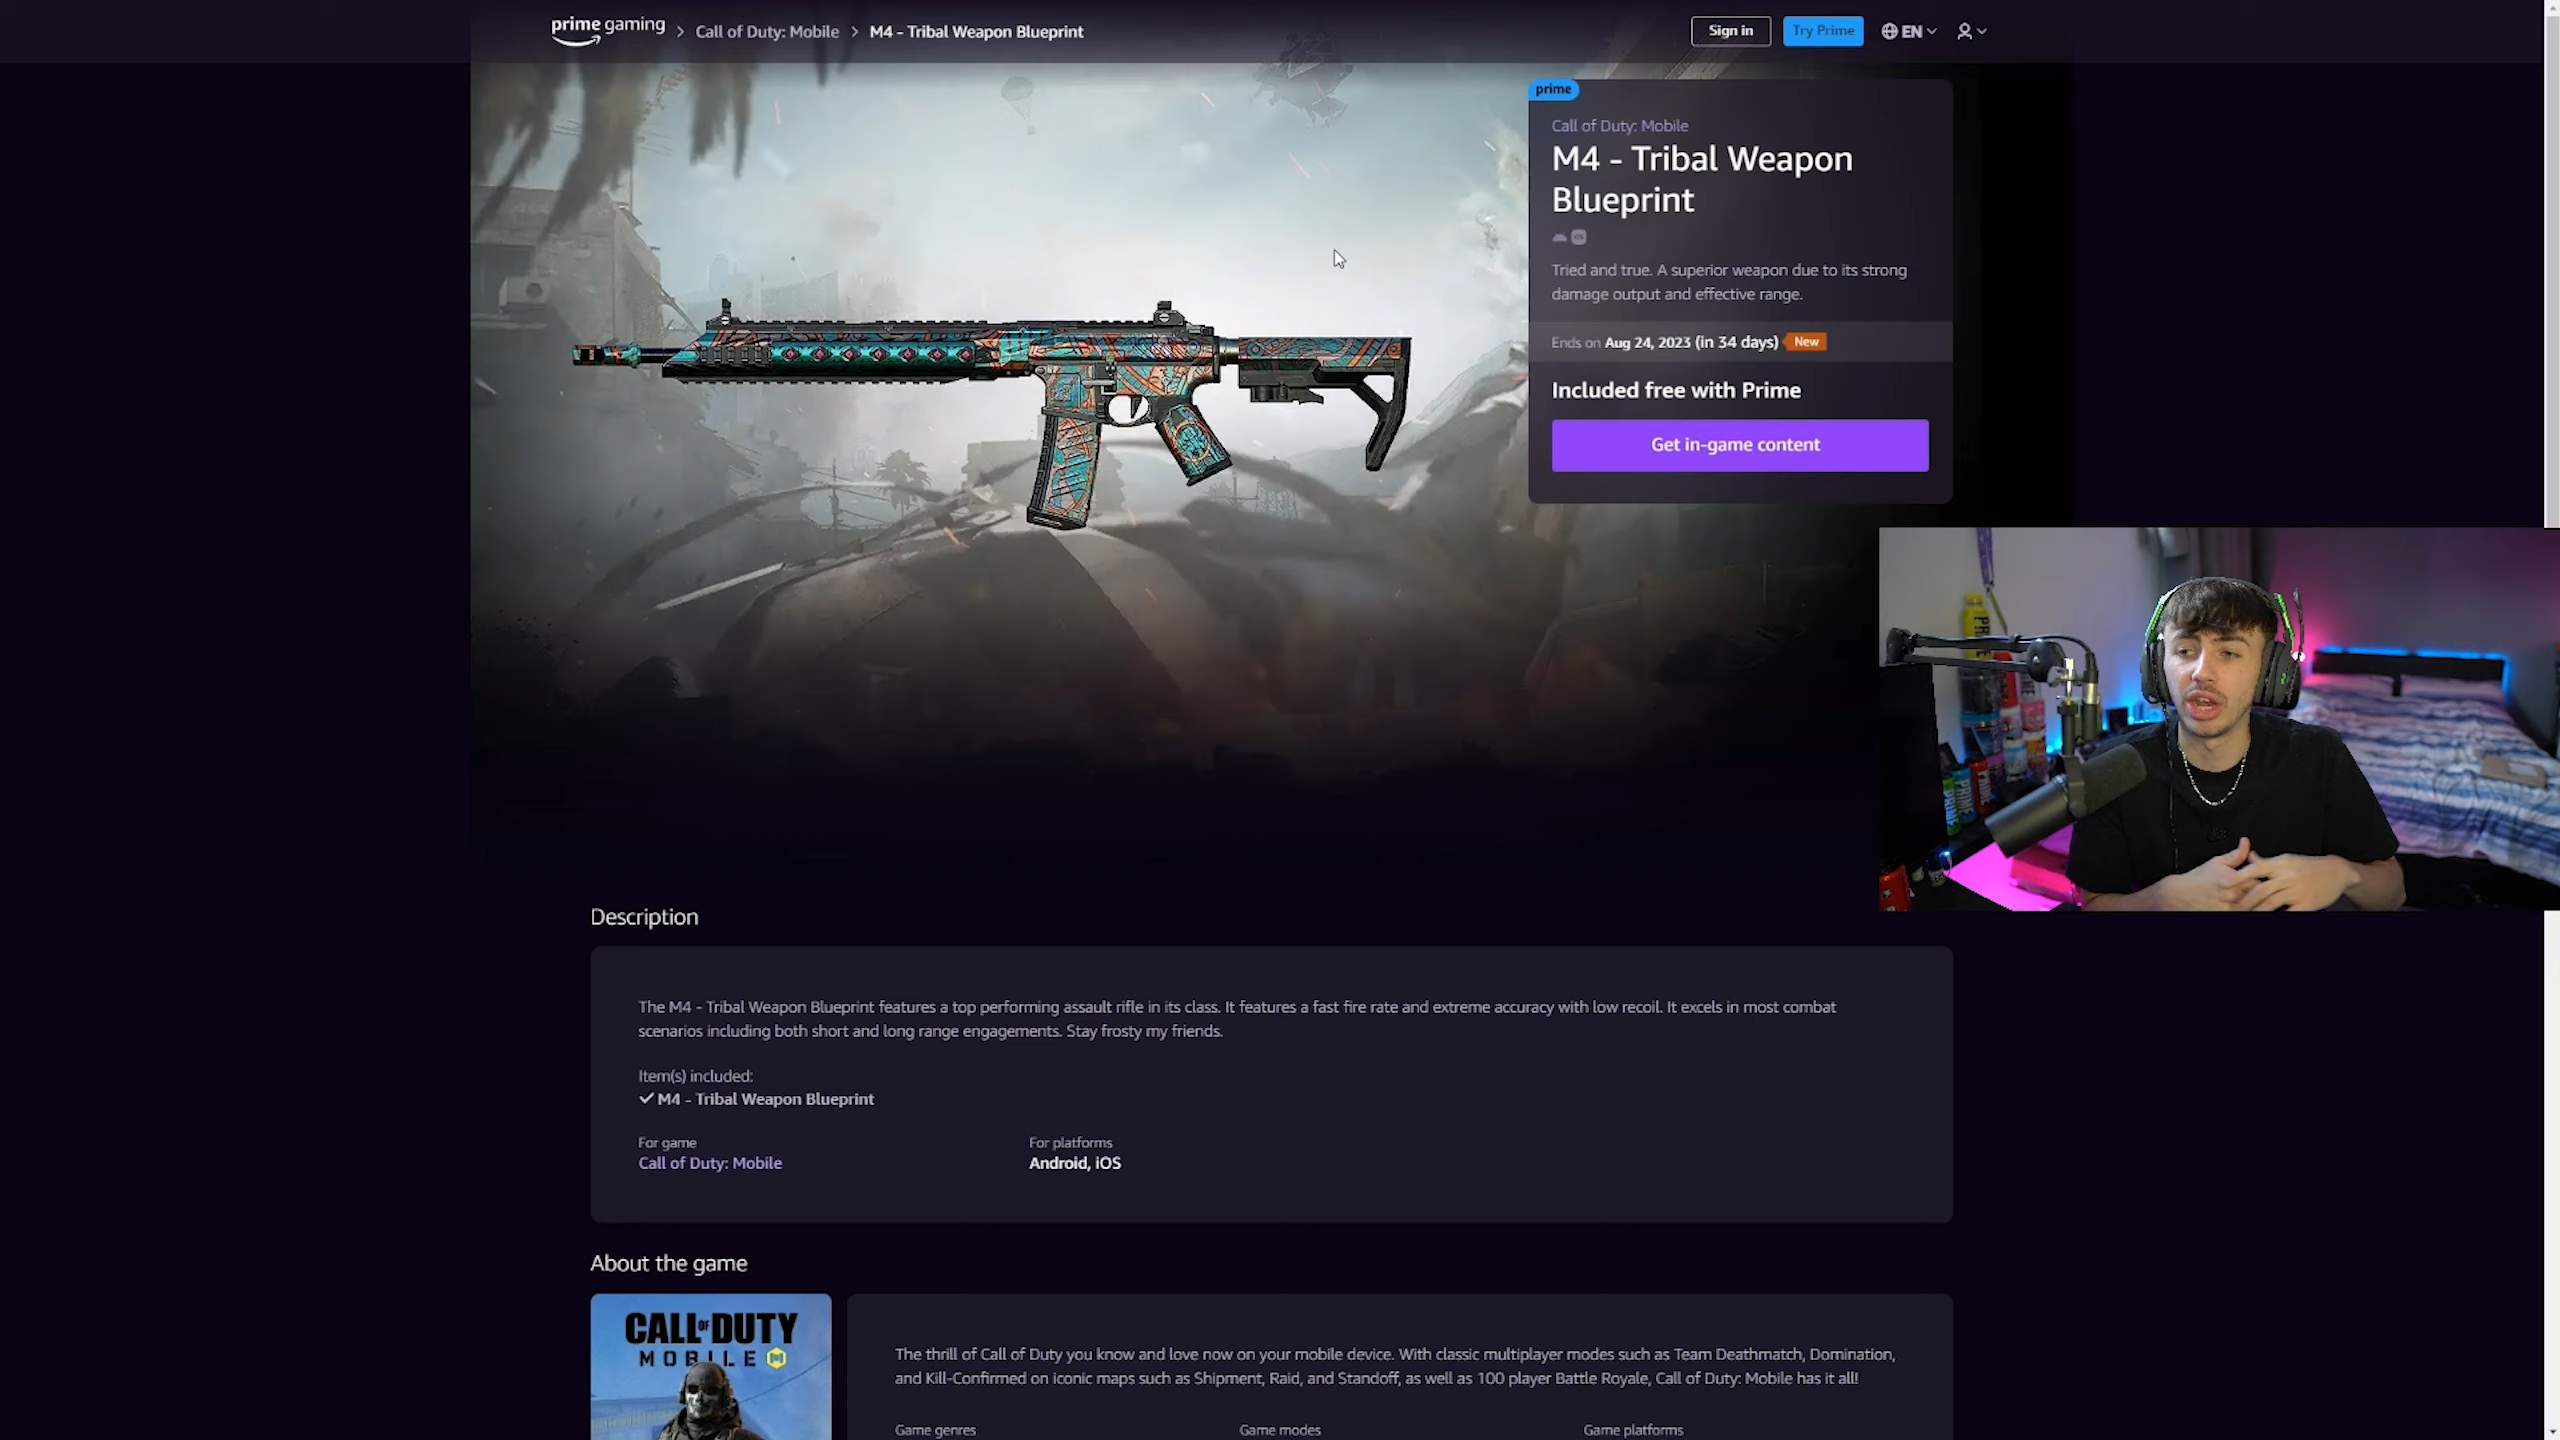 prime gaming > Call of Duty: Mobile > M4 - Tribal Weapon Blueprint
Sign in
Try Prime
EN
prime
Call of Duty: Mobile
M4 - Tribal Weapon
Blueprint
Tried and true. A superior weapon due to its strong
damage output and effective range.
Ends on Aug 24, 2023 (in 34 days) New
Included free with Prime
Get in-game content
Description
The M4 - Tribal Weapon Blueprint features a top performing assault rifle in its class. It features a fast fire rate and extreme accuracy with low recoil. It excels in most combat
scenarios including both short and long range engagements. Stay frosty my friends.
Item(s) included:
✓ M4 - Tribal Weapon Blueprint
For game
Call of Duty: Mobile
For platforms
Android, iOS
About the game
CALL OF DUTY
MOBILE
The thrill of Call of Duty you know and love now on your mobile device. With classic multiplayer modes such as Team Deathmatch, Domination,
and Kill-Confirmed on iconic maps such as Shipment, Raid, and Standoff, as well as 100 player Battle Royale, Call of Duty: Mobile has it all!
Game genres
Game modes
Game platforms